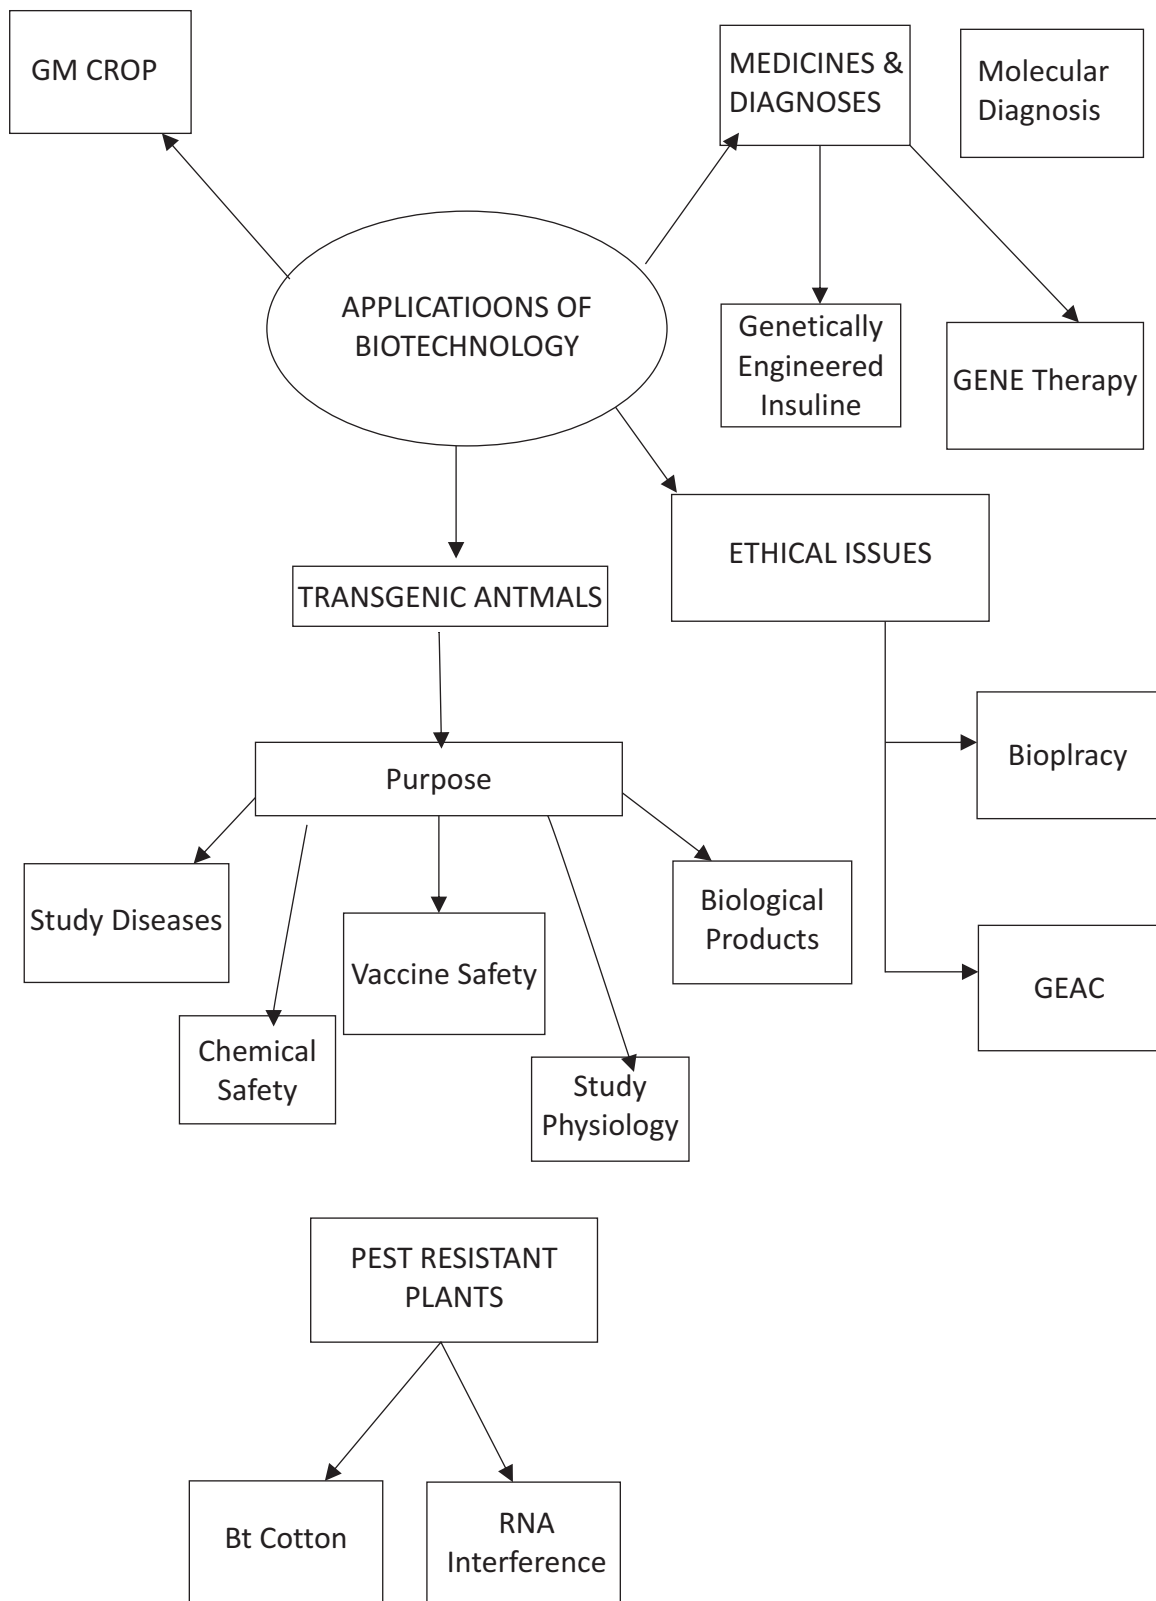 GM CROP
MEDICINES &
DIAGNOSES
Molecular
Diagnosis
APPLICATIOONS OF
BIOTECHNOLOGY
Genetically
Engineered
Insuline
GENE Therapy
ETHICAL ISSUES
TRANSGENIC ANTMALS
Bioplracy
Purpose
Study Diseases
Vaccine Safety
Biological
Products
GEAC
Chemical
Safety
Study
Physiology
PEST RESISTANT
PLANTS
Bt Cotton
RNA
Interference